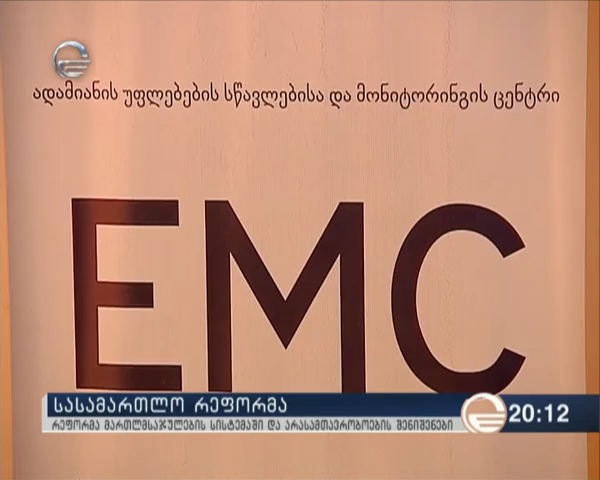 ადამიანის უფლებების სწავლებისა და მონიტორინგის ცენტრი
EMC
სასამართლო რეფორმა
რეფორმა მართლმსაჯულების სისტემაში და არასამთავრობოების შენიშვნები
20:12